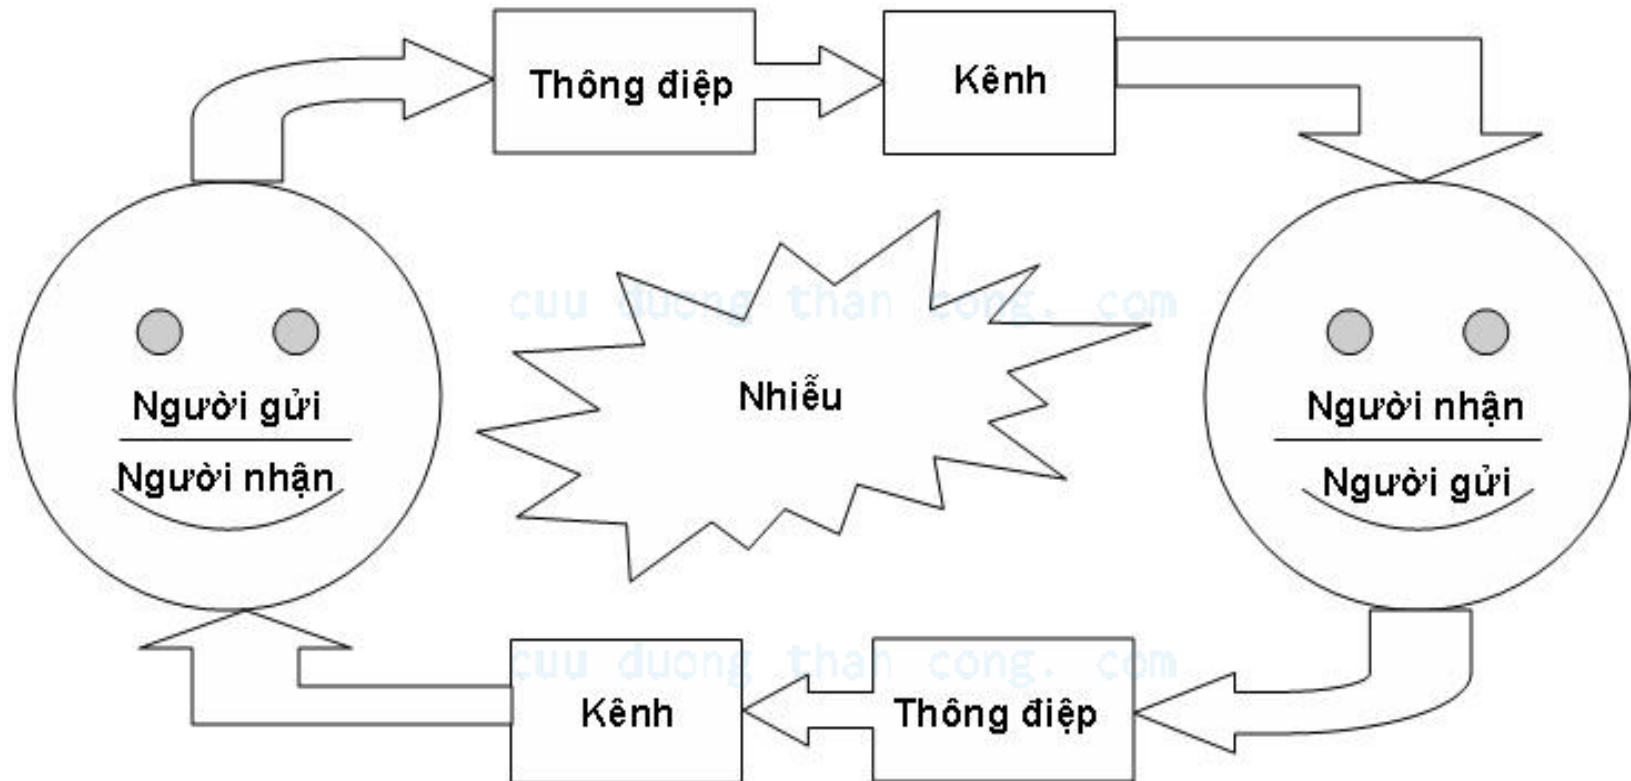 Thông điệp
Kênh
cuu duong than cong. com
Nhiễu
Người gửi
Người nhận
Người nhận
Người gửi
cuu duong than cong. com
Kênh
Thông điệp